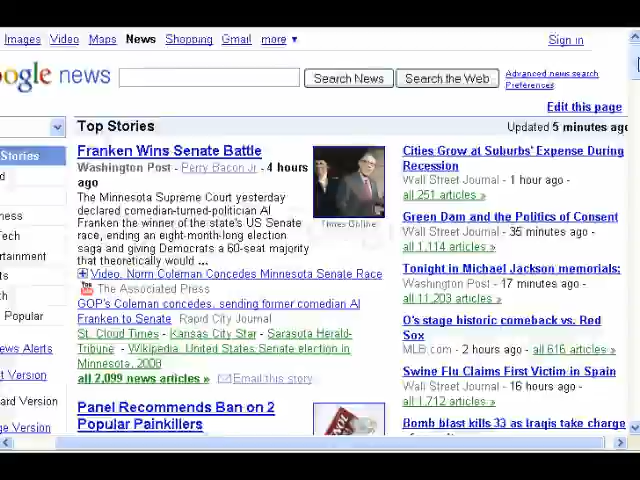 Images Video Maps News Shopping Gmail more ▼ Sign in
oogle news Search News Search the Web Advanced news search
Preferences
Edit this page
Stories Top Stories Updated 5 minutes ago
Franken Wins Senate Battle
Washington Post - Perry Bacon Jr - 4 hours
ago
The Minnesota Supreme Court yesterday
declared comedian-turned-politician Al
Franken the winner of the state's US Senate
race, ending an eight-month-long election
saga and giving Democrats a 60-seat majority
that theoretically would ...
Video: Norm Coleman Concedes Minnesota Senate Race
You Tube The Associated Press
GOP's Coleman concedes, sending former comedian Al
Franken to Senate Rapid City Journal
St. Cloud Times - Kansas City Star - Sarasota Herald-
Tribune - Wikipedia: United States Senate election in
Minnesota, 2008
all 2,099 news articles » Email this story
Times Online
Panel Recommends Ban on 2
Popular Painkillers
Cities Grow at Suburbs' Expense During
Recession
Wall Street Journal - 1 hour ago -
all 251 articles »
Green Dam and the Politics of Consent
Wall Street Journal - 35 minutes ago -
all 1,114 articles »
Tonight in Michael Jackson memorials:
Washington Post - 17 minutes ago -
all 11,203 articles »
O's stage historic comeback vs. Red
Sox
MLB.com - 2 hours ago - all 616 articles »
Swine Flu Claims First Victim in Spain
Wall Street Journal - 16 hours ago -
all 1,712 articles »
Bomb blast kills 33 as Iraqis take charge
d
ness
Tech
rtainment
ts
th
Popular
ews Alerts
t Version
ard Version
ge Version